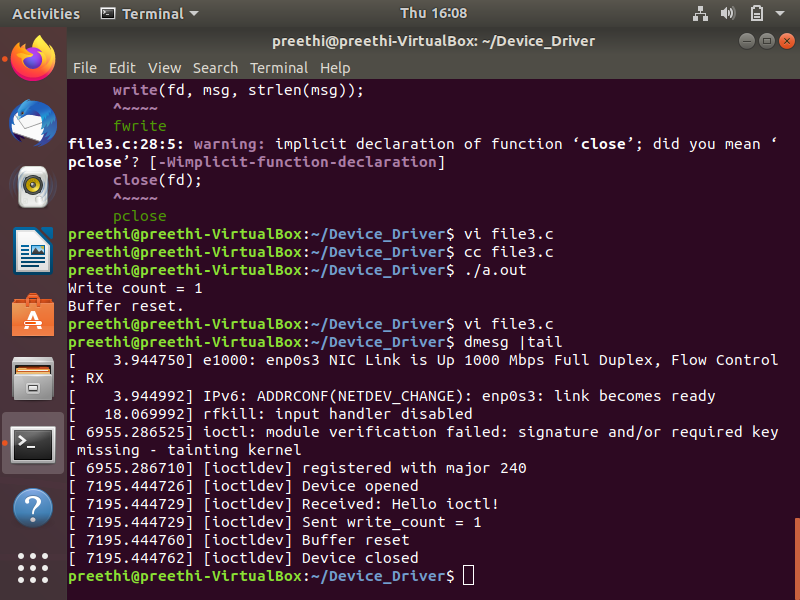 Activities
Terminal
Thu 16:08
preethi@preethi-VirtualBox: ~/Device_Driver
File Edit View Search Terminal Help
     write(fd, msg, strlen(msg));
     ^~~~~
     fwrite
file3.c:28:5: warning: implicit declaration of function ‘close’; did you mean ‘
pclose’? [-Wimplicit-function-declaration]
     close(fd);
     ^~~~~
     pclose
preethi@preethi-VirtualBox:~/Device_Driver$ vi file3.c
preethi@preethi-VirtualBox:~/Device_Driver$ cc file3.c
preethi@preethi-VirtualBox:~/Device_Driver$ ./a.out
Write count = 1
Buffer reset.
preethi@preethi-VirtualBox:~/Device_Driver$ vi file3.c
preethi@preethi-VirtualBox:~/Device_Driver$ dmesg |tail
[    3.944750] e1000: enp0s3 NIC Link is Up 1000 Mbps Full Duplex, Flow Control
: RX
[    3.944992] IPv6: ADDRCONF(NETDEV_CHANGE): enp0s3: link becomes ready
[   18.069992] rfkill: input handler disabled
[ 6955.286525] ioctl: module verification failed: signature and/or required key
 missing - tainting kernel
[ 6955.286710] [ioctldev] registered with major 240
[ 7195.444726] [ioctldev] Device opened
[ 7195.444729] [ioctldev] Received: Hello ioctl!
[ 7195.444729] [ioctldev] Sent write_count = 1
[ 7195.444760] [ioctldev] Buffer reset
[ 7195.444762] [ioctldev] Device closed
preethi@preethi-VirtualBox:~/Device_Driver$